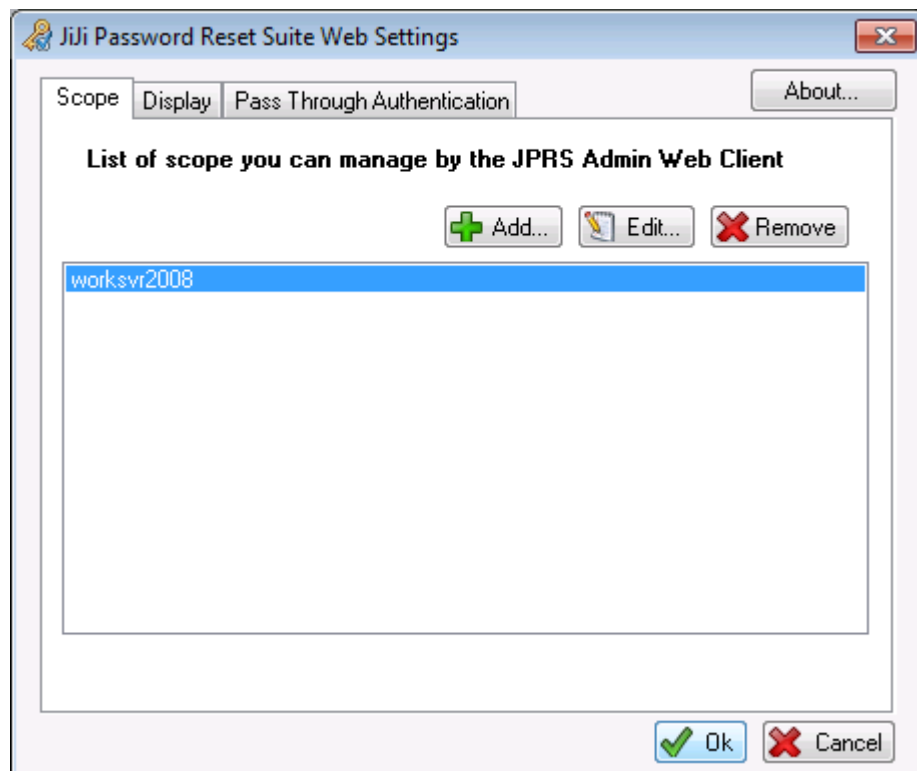 JiJi Password Reset Suite Web Settings
Scope Display Pass Through Authentication About...
List of scope you can manage by the JPRS Admin Web Client
Add... Edit... Remove
worksvr2008
Ok Cancel